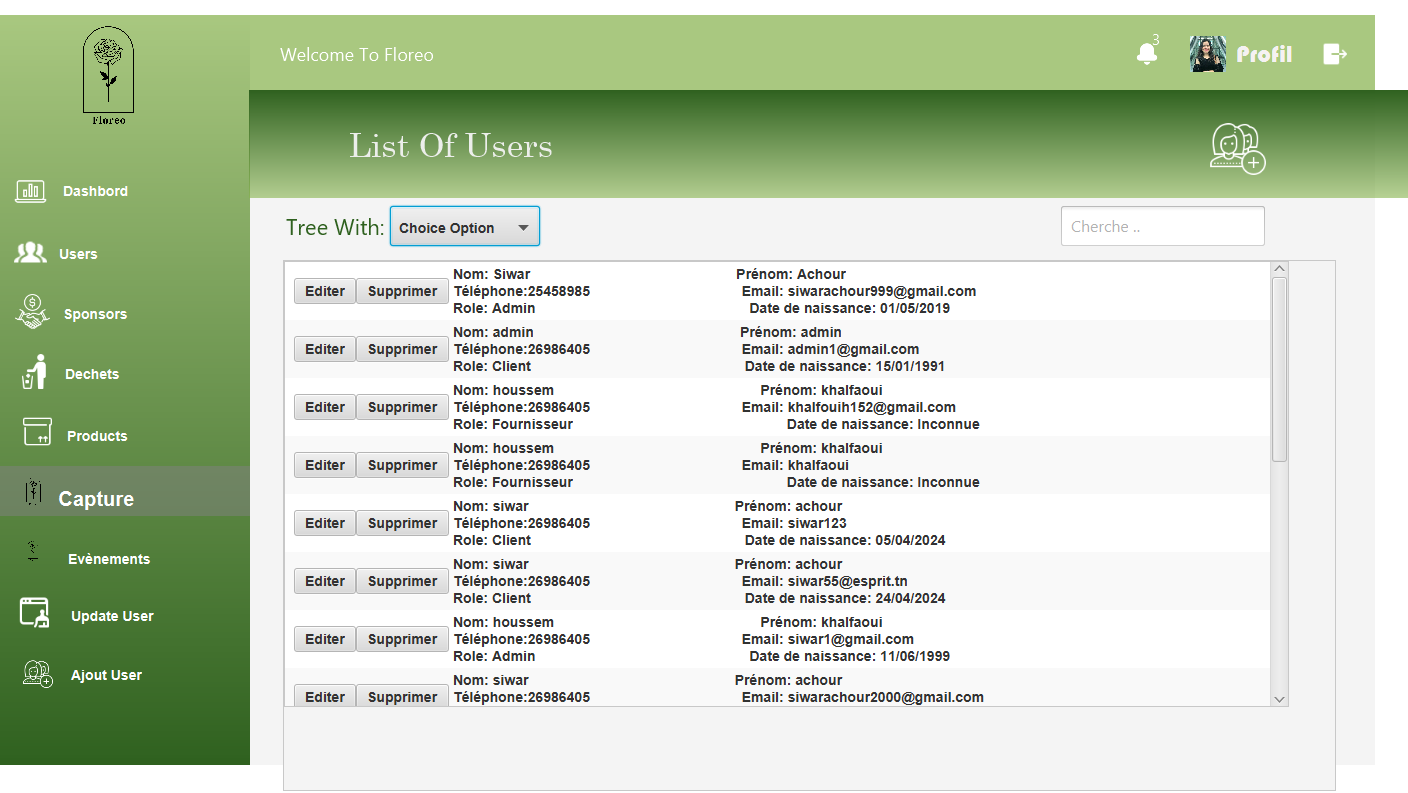 Floreo
Welcome To Floreo
3
Profil
List Of Users
Dashbord
Users
Sponsors
Dechets
Products
Capture
Evènements
Update User
Ajout User
Tree With: Choice Option
Cherche ..
Editer Supprimer
Nom: Siwar Prénom: Achour
Téléphone:25458985 Email: siwarachour999@gmail.com
Role: Admin Date de naissance: 01/05/2019
Editer Supprimer
Nom: admin Prénom: admin
Téléphone:26986405 Email: admin1@gmail.com
Role: Client Date de naissance: 15/01/1991
Editer Supprimer
Nom: houssem Prénom: khalfaoui
Téléphone:26986405 Email: khalfouih152@gmail.com
Role: Fournisseur Date de naissance: Inconnue
Editer Supprimer
Nom: houssem Prénom: khalfaoui
Téléphone:26986405 Email: khalfaoui
Role: Fournisseur Date de naissance: Inconnue
Editer Supprimer
Nom: siwar Prénom: achour
Téléphone:26986405 Email: siwar123
Role: Client Date de naissance: 05/04/2024
Editer Supprimer
Nom: siwar Prénom: achour
Téléphone:26986405 Email: siwar55@esprit.tn
Role: Client Date de naissance: 24/04/2024
Editer Supprimer
Nom: houssem Prénom: khalfaoui
Téléphone:26986405 Email: siwar1@gmail.com
Role: Admin Date de naissance: 11/06/1999
Editer Supprimer
Nom: siwar Prénom: achour
Téléphone:26986405 Email: siwarachour2000@gmail.com